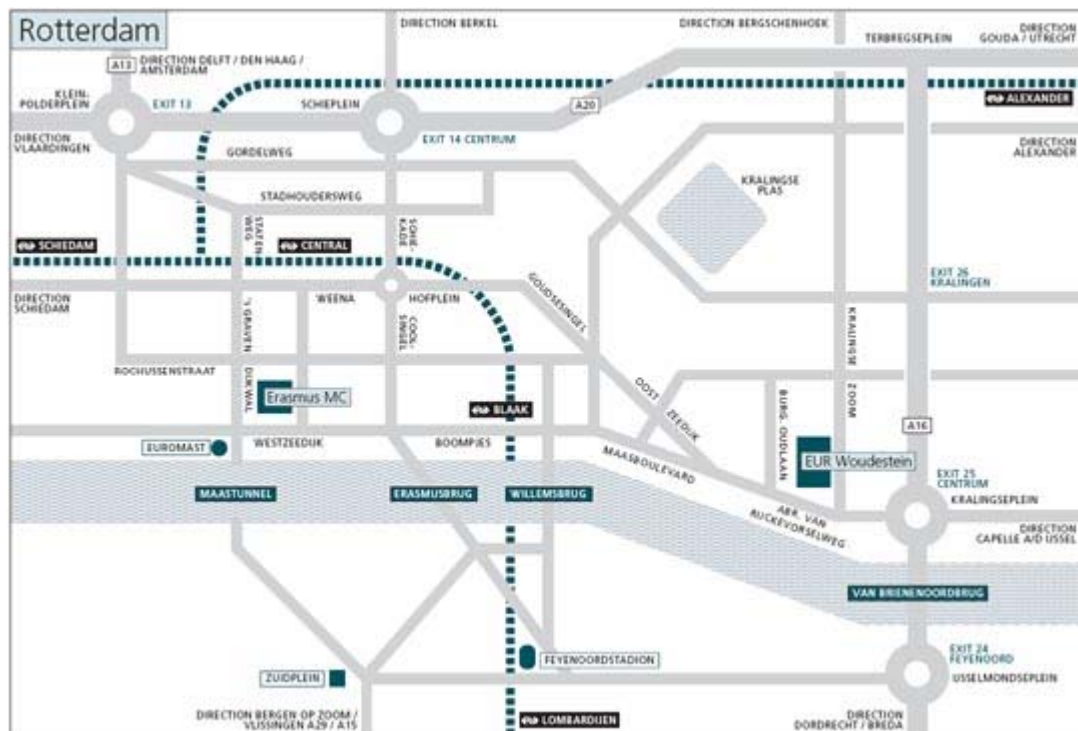 Rotterdam
DIRECTION BERKEL
DIRECTION BERGSCHENHOEK
DIRECTION
GOUDA / UTRECHT
TERBREGSEPLEIN
A13
DIRECTION DELFT / DEN HAAG /
AMSTERDAM
KLEIN-
POLDERPLEIN
EXIT 13
SCHIEPLEIN
A20
ALEXANDER
DIRECTION
VLAARDINGEN
EXIT 14 CENTRUM
DIRECTION
ALEXANDER
GORDELWEG
KRALINGSE
PLAS
STADHOUDERSWEG
STATEN-
WEG
SCHIE-
KADE
SCHIEDAM
CENTRAL
EXIT 26
KRALINGEN
DIRECTION
SCHIEDAM
WEENA
HOFPLEIN
GOUDSESINGEL
'S GRAVEN DIJKWAL
COOL-
SINGEL
KRALINGSE ZOOM
ROCHUSSENSTRAAT
OOST ZEEDIJK
BURG. OUDLAAN
Erasmus MC
BLAAK
A16
EUROMAST
WESTZEEDIJK
BOOMPJES
MAASBOULEVARD
EUR Woudestein
EXIT 25
CENTRUM
MAASTUNNEL
ERASMUSBRUG
WILLEMSBRUG
ABR. VAN
RIJCKEVORSELWEG
KRALINGSEPLEIN
DIRECTION
CAPELLE A/D IJSSEL
VAN BRIENENOORDBRUG
EXIT 24
FEYENOORD
FEYENOORDSTADION
ZUIDPLEIN
IJSSELMONDSEPLEIN
DIRECTION BERGEN OP ZOOM /
VLISSINGEN A29 / A15
LOMBARDIJEN
DIRECTION
DORDRECHT / BREDA